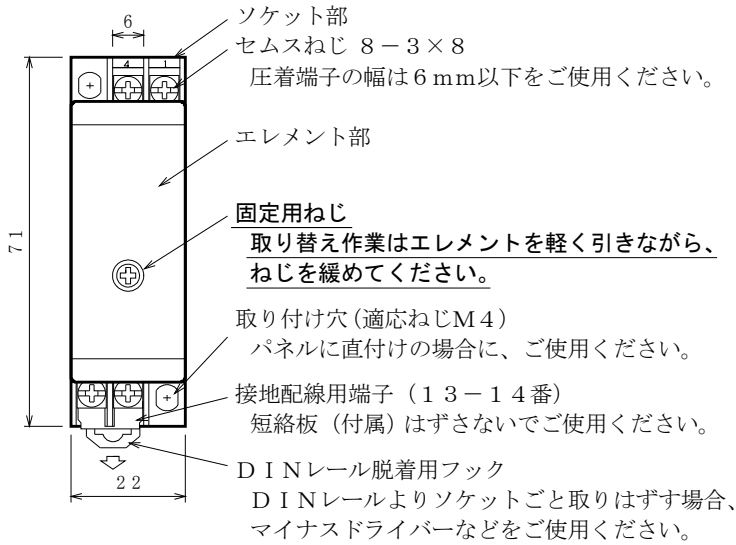 6
ソケット部
セムスねじ ８－３×８
圧着端子の幅は６ｍｍ以下をご使用ください。
4 1
エレメント部
71
固定用ねじ
取り替え作業はエレメントを軽く引きながら、
ねじを緩めてください。
取り付け穴(適応ねじＭ４)
パネルに直付けの場合に、ご使用ください。
接地配線用端子（１３－１４番）
短絡板（付属）はずさないでご使用ください。
22
ＤＩＮレール脱着用フック
ＤＩＮレールよりソケットごと取りはずす場合、
マイナスドライバーなどをご使用ください。